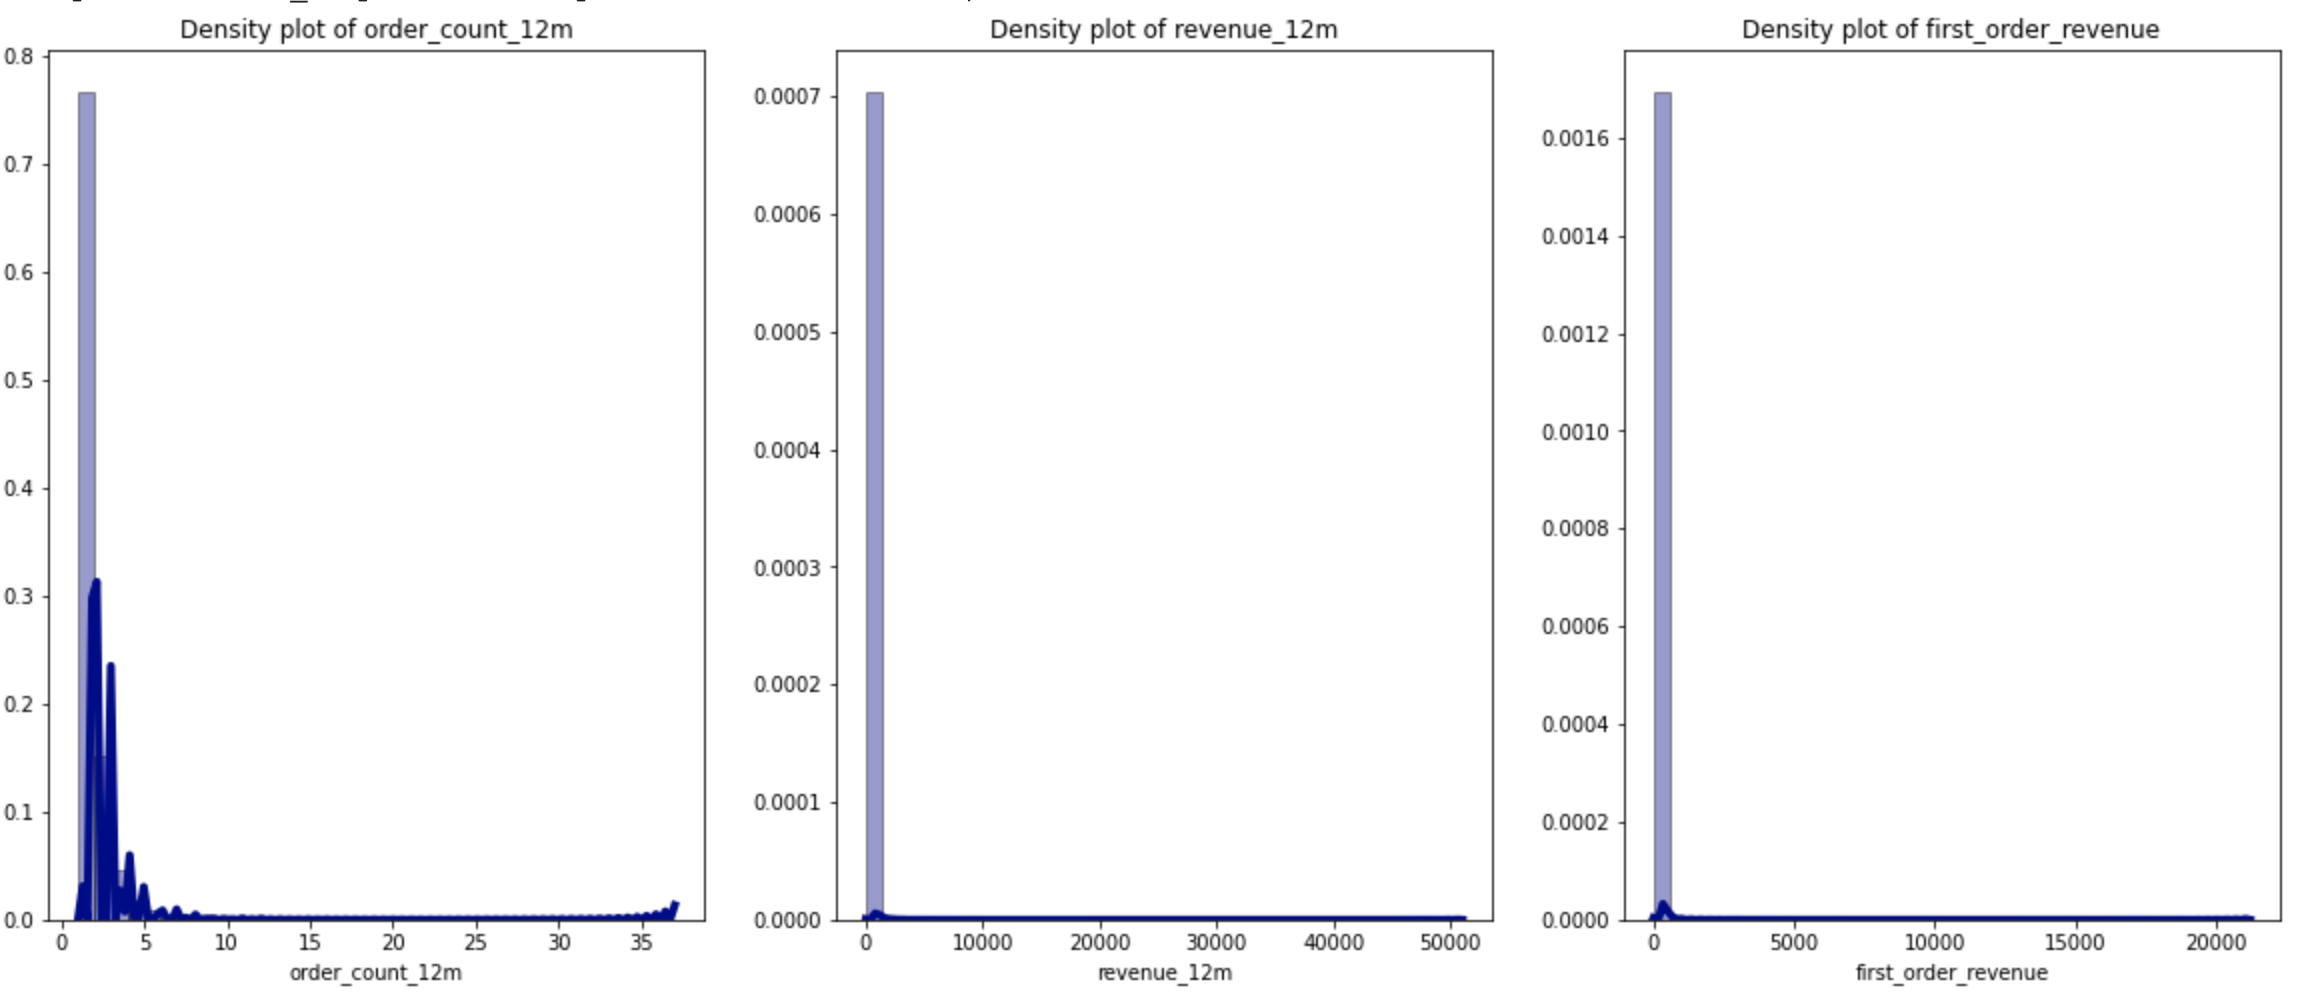 Density plot of order_count_12m
0.8
0.7
0.6
0.5
0.4
0.3
0.2
0.1
0.0
0 5 10 15 20 25 30 35
order_count_12m
Density plot of revenue_12m
0.0007
0.0006
0.0005
0.0004
0.0003
0.0002
0.0001
0.0000
0 10000 20000 30000 40000 50000
revenue_12m
Density plot of first_order_revenue
0.0016
0.0014
0.0012
0.0010
0.0008
0.0006
0.0004
0.0002
0.0000
0 5000 10000 15000 20000
first_order_revenue